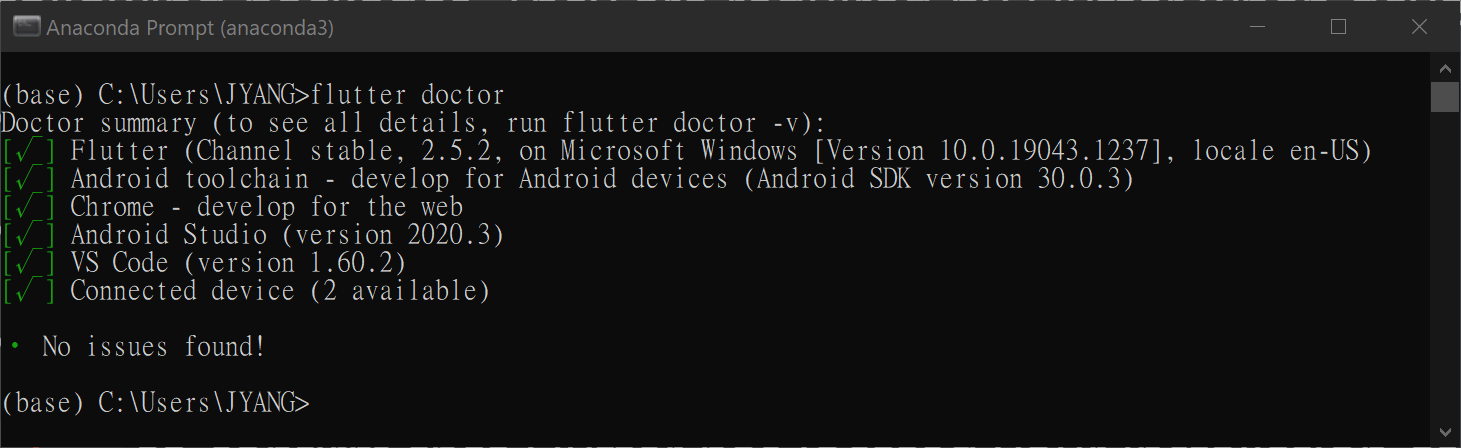 Anaconda Prompt (anaconda3)
(base) C:\Users\JYANG>flutter doctor
Doctor summary (to see all details, run flutter doctor -v):
[√] Flutter (Channel stable, 2.5.2, on Microsoft Windows [Version 10.0.19043.1237], locale en-US)
[√] Android toolchain - develop for Android devices (Android SDK version 30.0.3)
[√] Chrome - develop for the web
[√] Android Studio (version 2020.3)
[√] VS Code (version 1.60.2)
[√] Connected device (2 available)
• No issues found!
(base) C:\Users\JYANG>